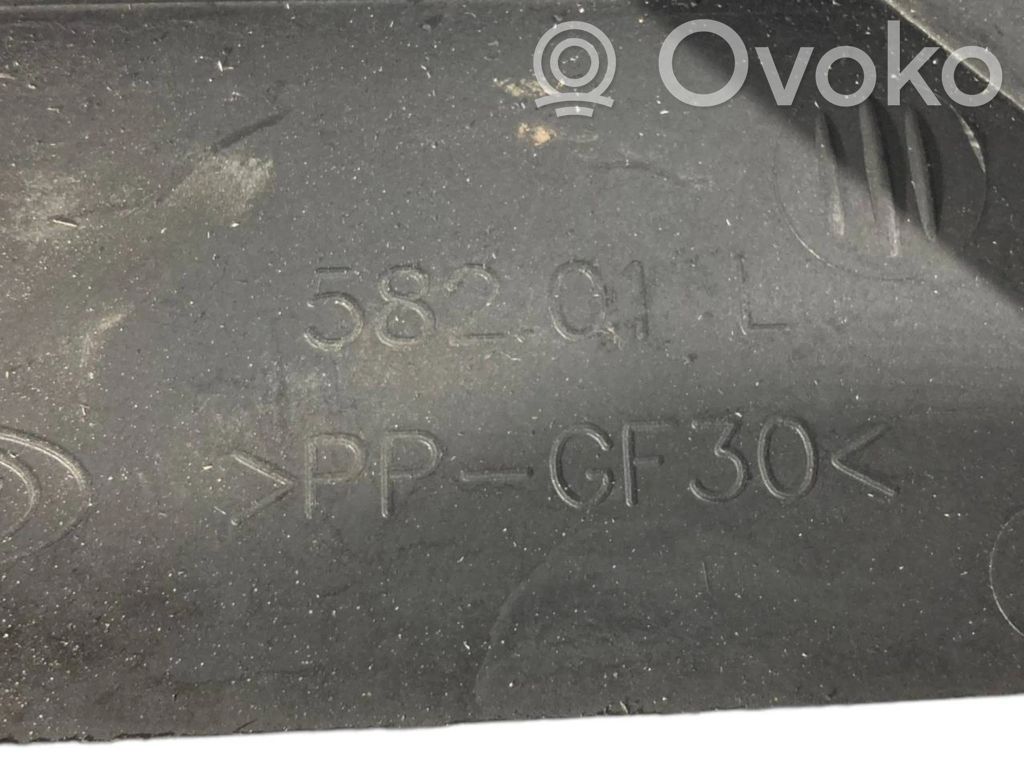 Ovoko
582.01 L
>PP-GF30<